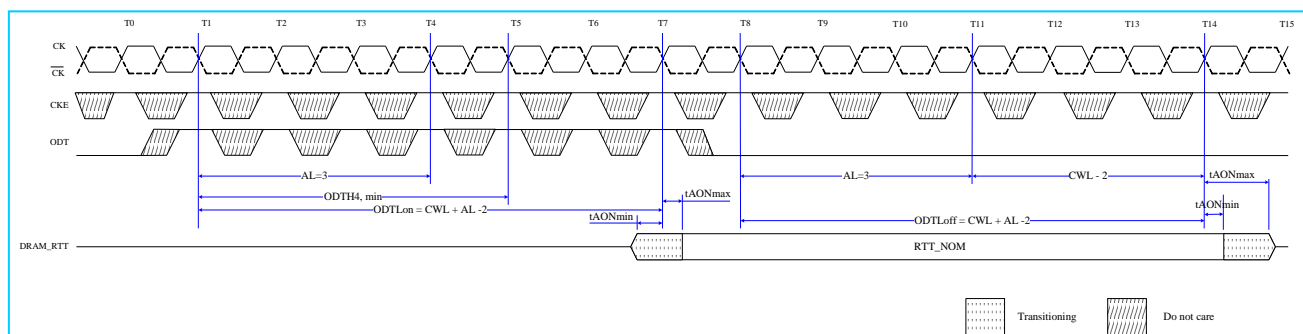 T0 T1 T2 T3 T4 T5 T6 T7 T8 T9 T10 T11 T12 T13 T14 T15
CK
CK
CKE
ODT
AL=3 AL=3 CWL - 2 tAONmax
ODTH4, min tAONmax
ODTLon = CWL + AL -2 tAONmin
tAONmin ODTLoff = CWL + AL -2
DRAM_RTT RTT_NOM
Transitioning Do not care